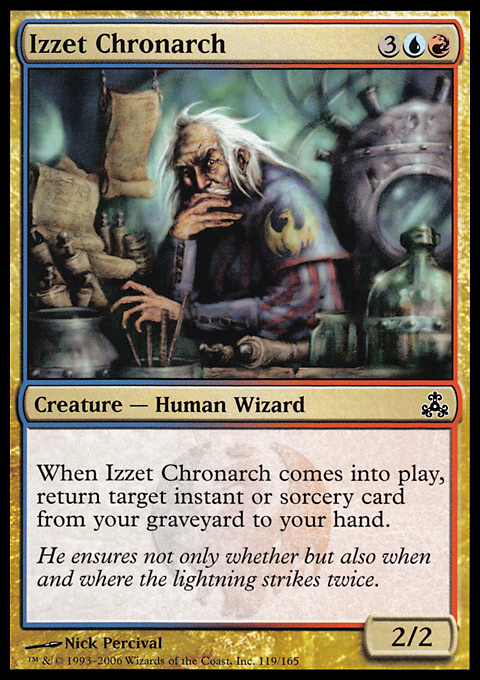 Izzet Chronarch 3
Creature — Human Wizard
When Izzet Chronarch comes into play,
return target instant or sorcery card
from your graveyard to your hand.
He ensures not only whether but also when
and where the lightning strikes twice.
Nick Percival
2/2
™ & © 1993–2006 Wizards of the Coast, Inc. 119/165